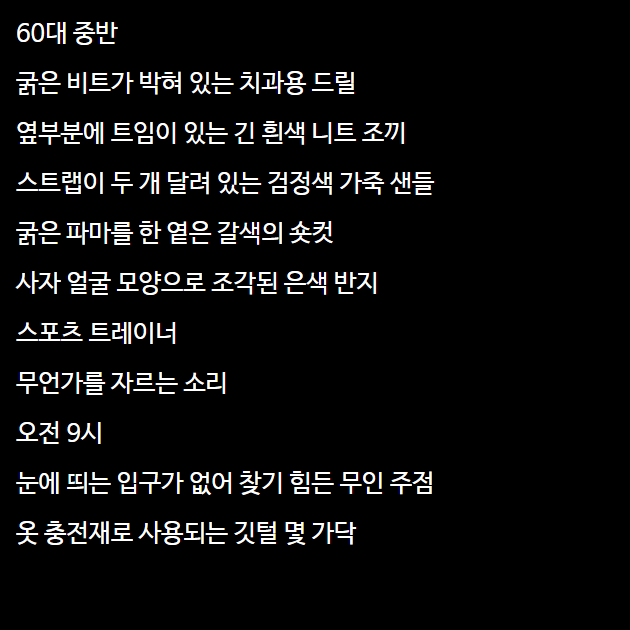 60대 중반
굵은 비트가 박혀 있는 치과용 드릴
옆부분에 트임이 있는 긴 흰색 니트 조끼
스트랩이 두 개 달려 있는 검정색 가죽 샌들
굵은 파마를 한 옅은 갈색의 숏컷
사자 얼굴 모양으로 조각된 은색 반지
스포츠 트레이너
무언가를 자르는 소리
오전 9시
눈에 띄는 입구가 없어 찾기 힘든 무인 주점
옷 충전재로 사용되는 깃털 몇 가닥